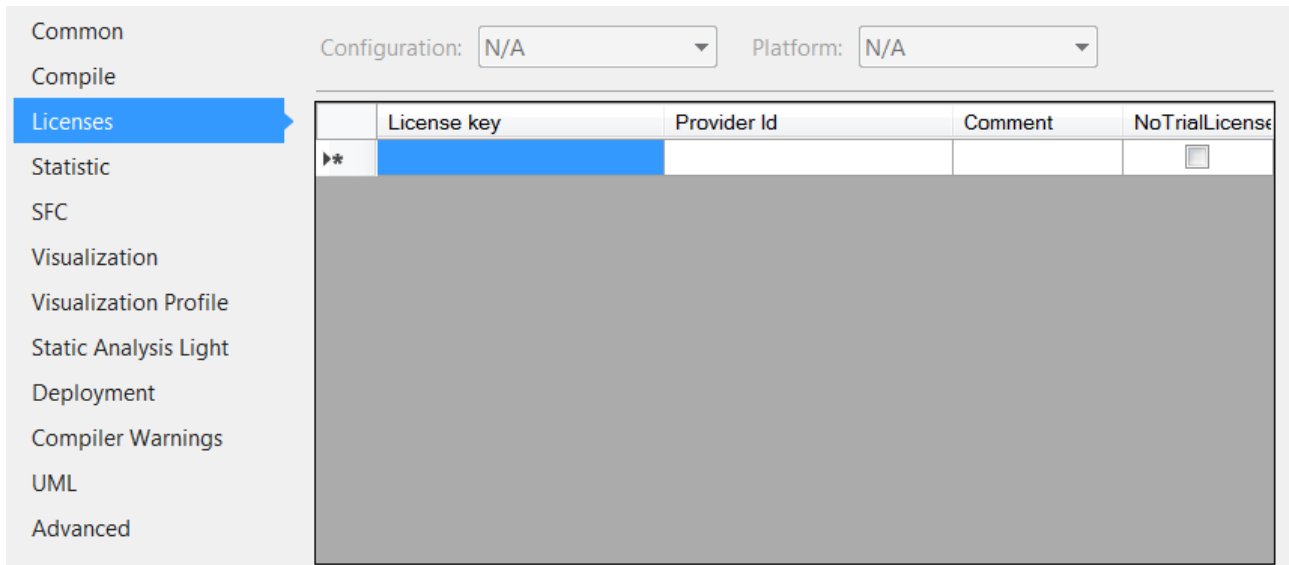 Common
Compile
Licenses
Statistic
SFC
Visualization
Visualization Profile
Static Analysis Light
Deployment
Compiler Warnings
UML
Advanced
Configuration: N/A Platform: N/A
License key Provider Id Comment NoTrialLicense